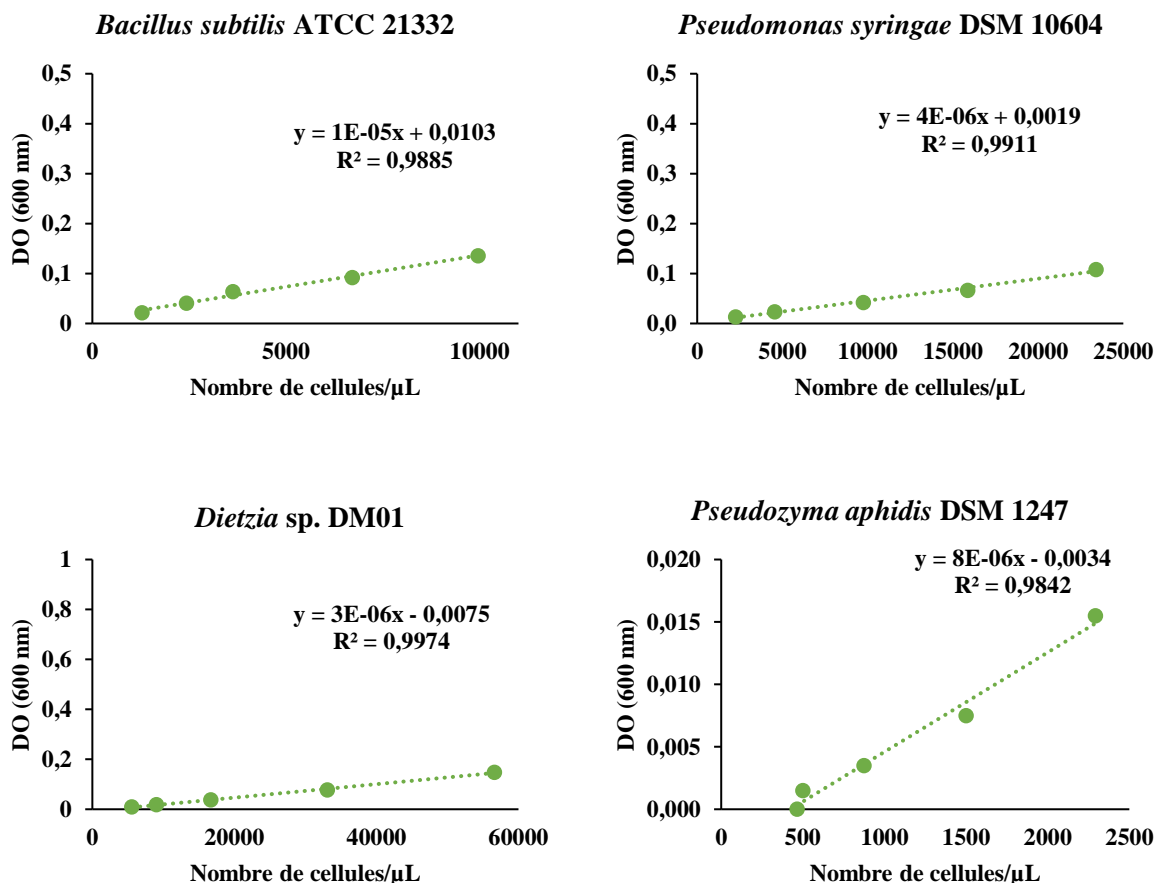 Bacillus subtilis ATCC 21332
0,5
0,4
0,3
0,2
0,1
0
DO (600 nm)
y = 1E-05x + 0,0103
R² = 0,9885
0 5000 10000
Nombre de cellules/µL
Pseudomonas syringae DSM 10604
0,5
0,4
0,3
0,2
0,1
0,0
DO (600 nm)
y = 4E-06x + 0,0019
R² = 0,9911
0 5000 10000 15000 20000 25000
Nombre de cellules/µL
Dietzia sp. DM01
1
0,8
0,6
0,4
0,2
0
DO (600 nm)
y = 3E-06x - 0,0075
R² = 0,9974
0 20000 40000 60000
Nombre de cellules/µL
Pseudozyma aphidis DSM 1247
0,020
0,015
0,010
0,005
0,000
DO (600 nm)
y = 8E-06x - 0,0034
R² = 0,9842
0 500 1000 1500 2000 2500
Nombre de cellules/µL